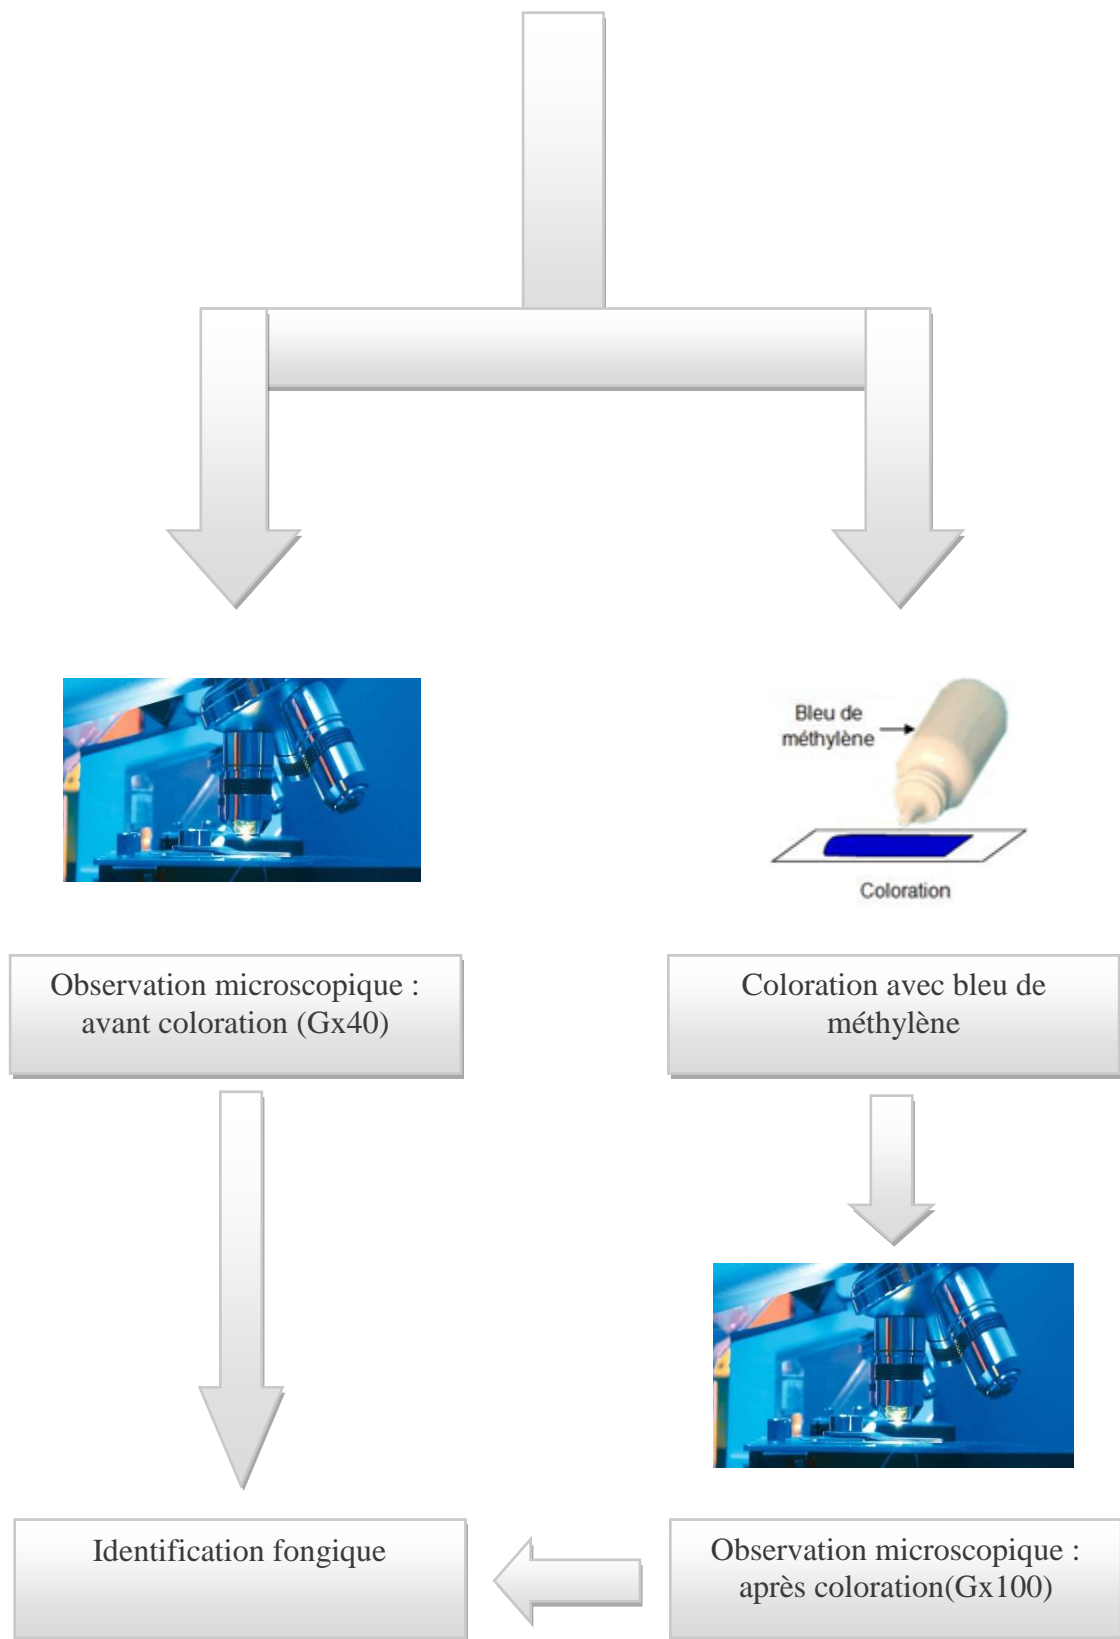 Bleu de
méthylène
Coloration
Observation microscopique :
avant coloration (Gx40)
Coloration avec bleu de
méthylène
Identification fongique
Observation microscopique :
après coloration(Gx100)